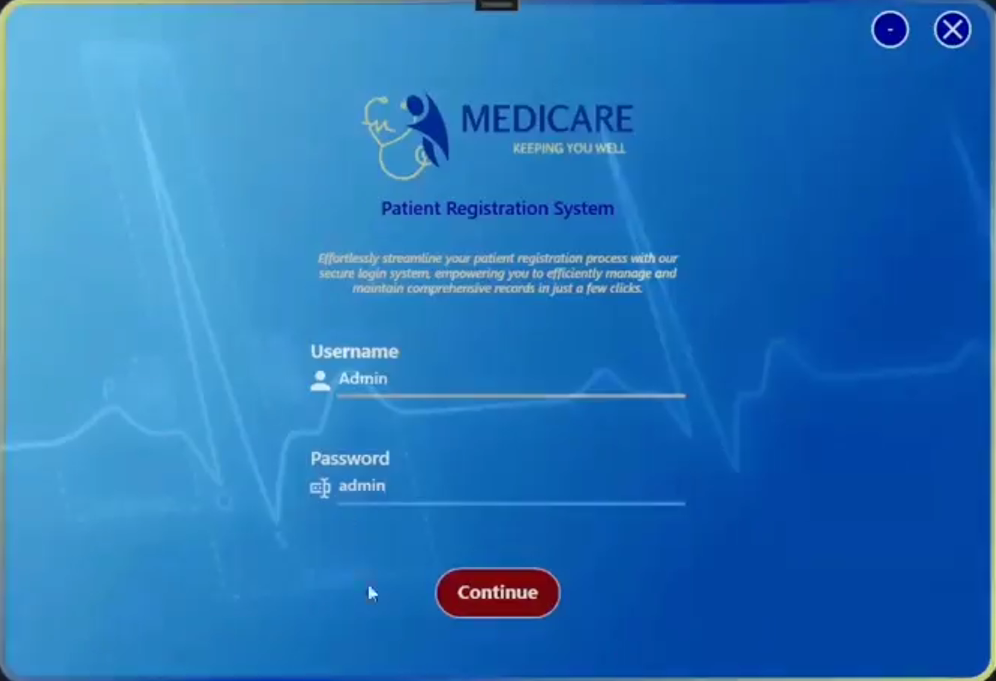 MEDICARE
KEEPING YOU WELL
Patient Registration System
Effortlessly streamline your patient registration process with our
secure login system, empowering you to efficiently manage and
maintain comprehensive records in just a few clicks.
Username
Admin
Password
admin
Continue